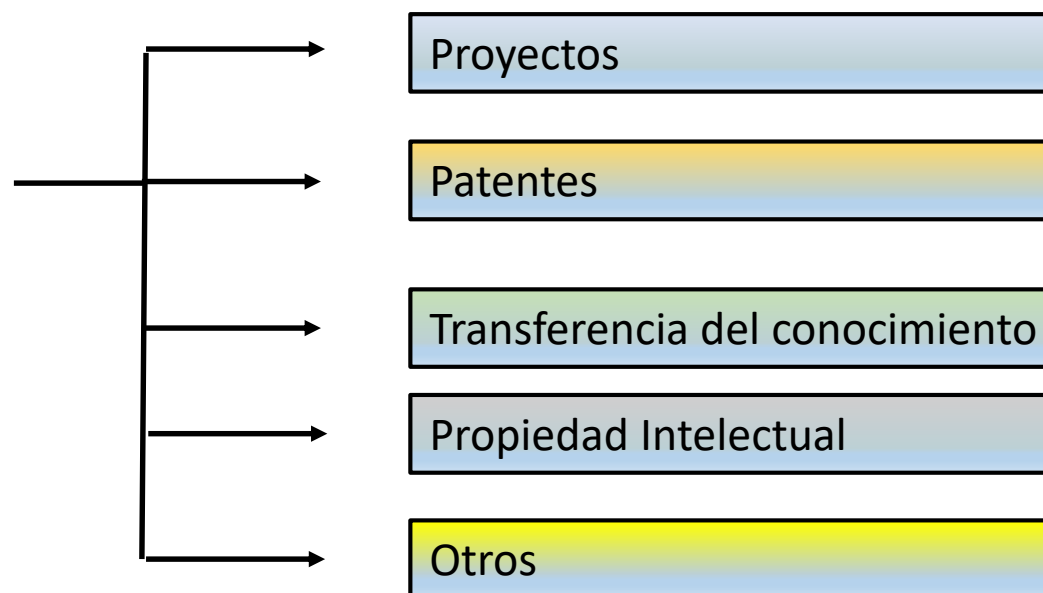 Proyectos
Patentes
Transferencia del conocimiento
Propiedad Intelectual
Otros